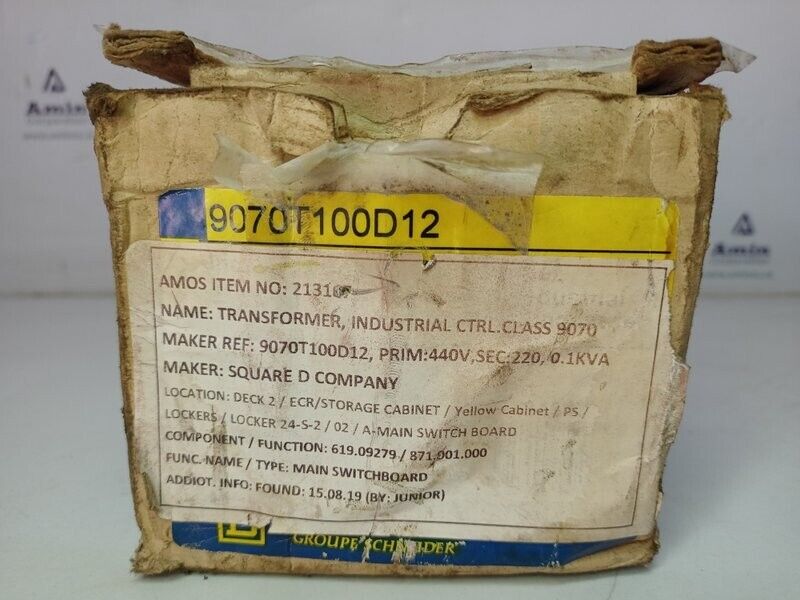 Amin
Amin
9070T100D12
AMOS ITEM NO: 2131
NAME: TRANSFORMER, INDUSTRIAL CTRL.CLASS 9070
MAKER REF: 9070T100D12, PRIM:440V,SEC:220, 0.1KVA
MAKER: SQUARE D COMPANY
LOCATION: DECK 2 / ECR/STORAGE CABINET / Yellow Cabinet / PS /
LOCKERS / LOCKER 24-S-2 / 02 / A-MAIN SWITCH BOARD
COMPONENT / FUNCTION: 619.09279 / 871.001.000
FUNC. NAME / TYPE: MAIN SWITCHBOARD
ADDIOT. INFO: FOUND: 15.08.19 (BY: JUNIOR)
GROUPE SCHNEIDER